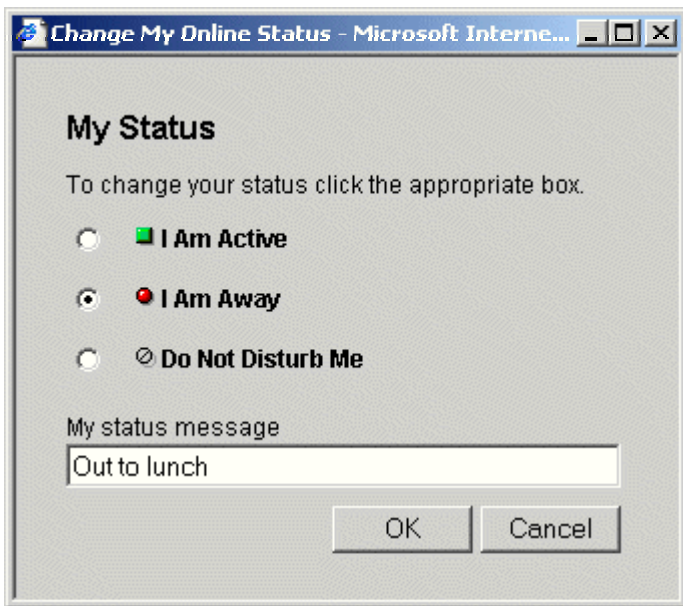 Change My Online Status - Microsoft Interne...
My Status
To change your status click the appropriate box.
I Am Active
I Am Away
Do Not Disturb Me
My status message
Out to lunch
OK Cancel